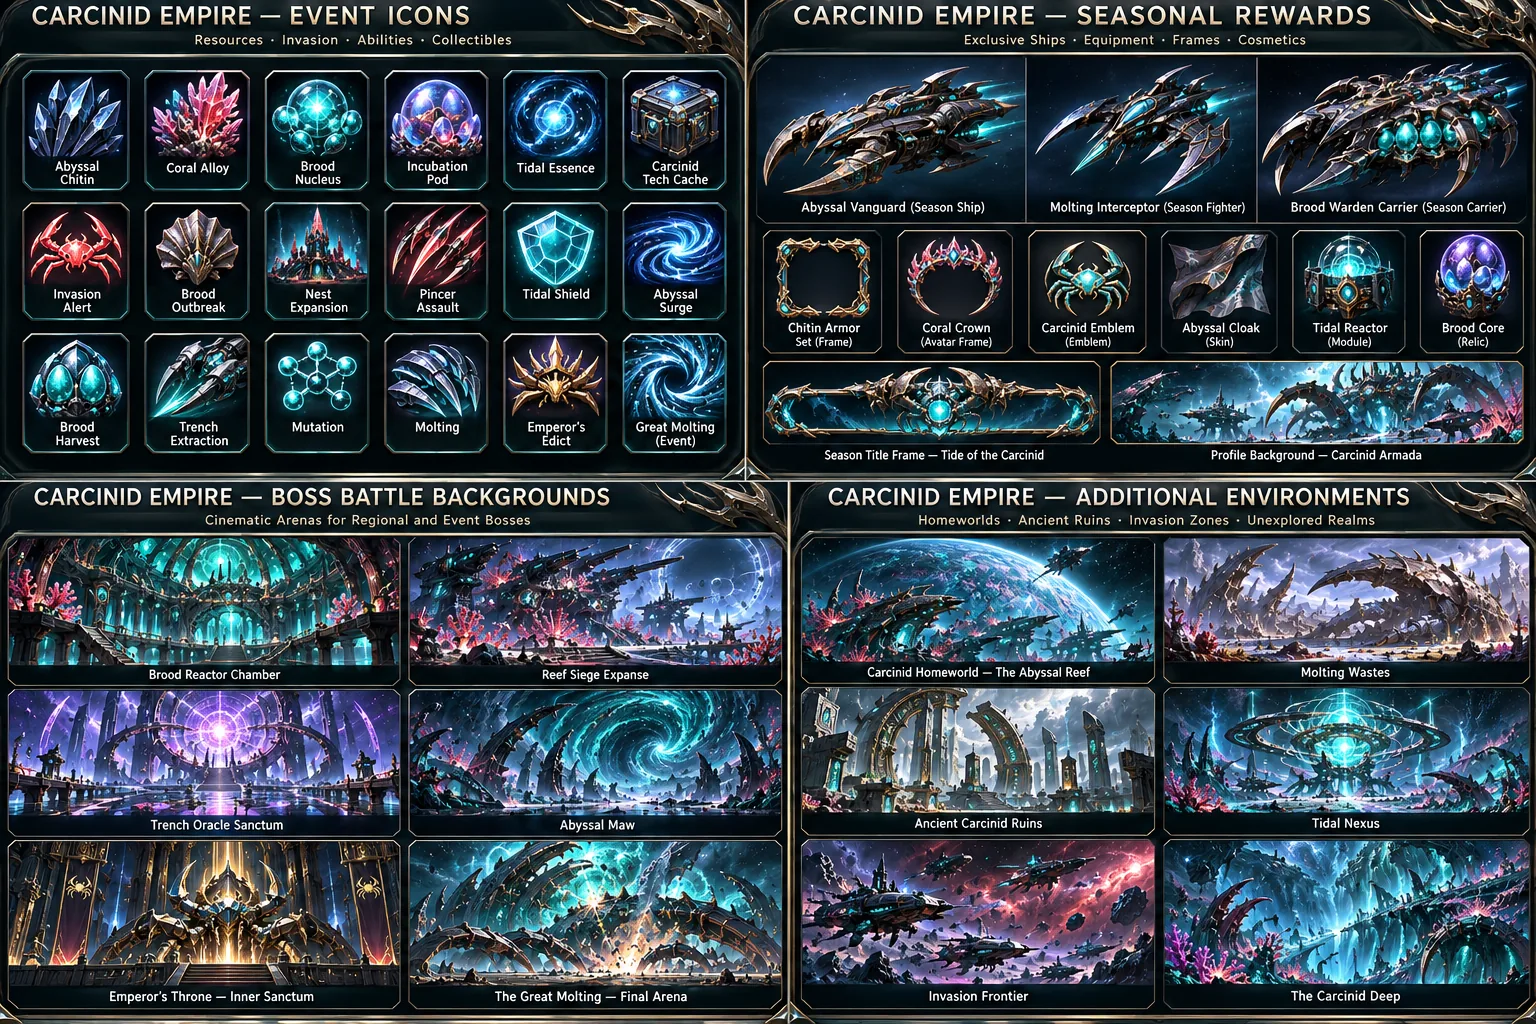 CARCINID EMPIRE — EVENT ICONS
Resources · Invasion · Abilities · Collectibles
Abyssal
Chitin
Coral Alloy
Brood
Nucleus
Incubation
Pod
Tidal Essence
Carcinid
Tech Cache
Invasion
Alert
Brood
Outbreak
Nest
Expansion
Pincer
Assault
Tidal Shield
Abyssal
Surge
Brood
Harvest
Trench
Extraction
Mutation
Molting
Emperor's
Edict
Great Molting
(Event)
CARCINID EMPIRE — SEASONAL REWARDS
Exclusive Ships · Equipment · Frames · Cosmetics
Abyssal Vanguard (Season Ship)
Molting Interceptor (Season Fighter)
Brood Warden Carrier (Season Carrier)
Chitin Armor
Set (Frame)
Coral Crown
(Avatar Frame)
Carcinid Emblem
(Emblem)
Abyssal Cloak
(Skin)
Tidal Reactor
(Module)
Brood Core
(Relic)
Season Title Frame — Tide of the Carcinid
Profile Background — Carcinid Armada
CARCINID EMPIRE — BOSS BATTLE BACKGROUNDS
Cinematic Arenas for Regional and Event Bosses
Brood Reactor Chamber
Reef Siege Expanse
Trench Oracle Sanctum
Abyssal Maw
Emperor's Throne — Inner Sanctum
The Great Molting — Final Arena
CARCINID EMPIRE — ADDITIONAL ENVIRONMENTS
Homeworlds · Ancient Ruins · Invasion Zones · Unexplored Realms
Carcinid Homeworld — The Abyssal Reef
Molting Wastes
Ancient Carcinid Ruins
Tidal Nexus
Invasion Frontier
The Carcinid Deep